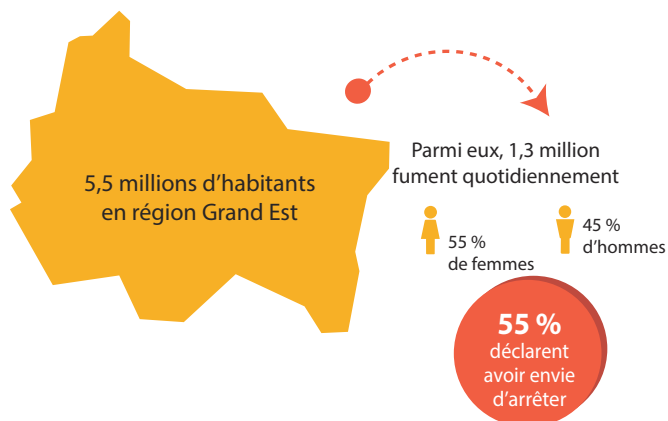 5,5 millions d’habitants
en région Grand Est
Parmi eux, 1,3 million
fument quotidiennement
55 %
de femmes
45 %
d’hommes
55 %
déclarent
avoir envie
d’arrêter